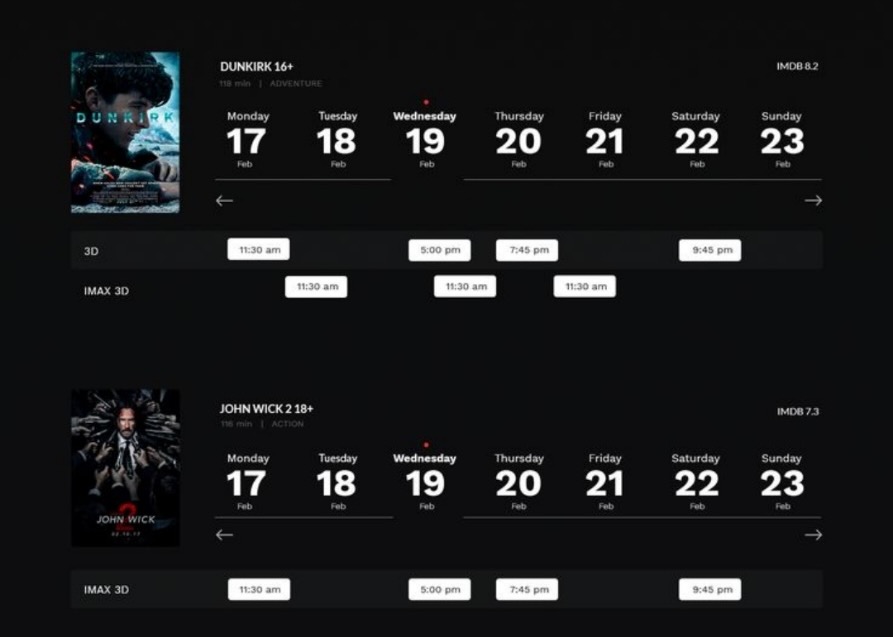 DUNKIRK 16+
IMDB 8.2
118 min | ADVENTURE
DUNKIRK
Monday Tuesday Wednesday Thursday Friday Saturday Sunday
17 18 19 20 21 22 23
Feb Feb Feb Feb Feb Feb Feb
3D 11:30 am 5:00 pm 7:45 pm 9:45 pm
IMAX 3D 11:30 am 11:30 am 11:30 am
JOHN WICK 2 18+
IMDB 7.3
116 min | ACTION
Monday Tuesday Wednesday Thursday Friday Saturday Sunday
17 18 19 20 21 22 23
Feb Feb Feb Feb Feb Feb Feb
2
JOHN WICK
IMAX 3D 11:30 am 5:00 pm 7:45 pm 9:45 pm